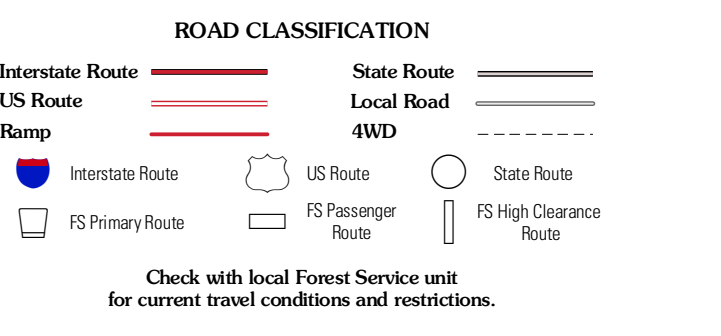 ROAD CLASSIFICATION
Interstate Route
State Route
US Route
Local Road
Ramp
4WD
Interstate Route
US Route
State Route
FS Primary Route
FS Passenger
Route
FS High Clearance
Route
Check with local Forest Service unit
for current travel conditions and restrictions.